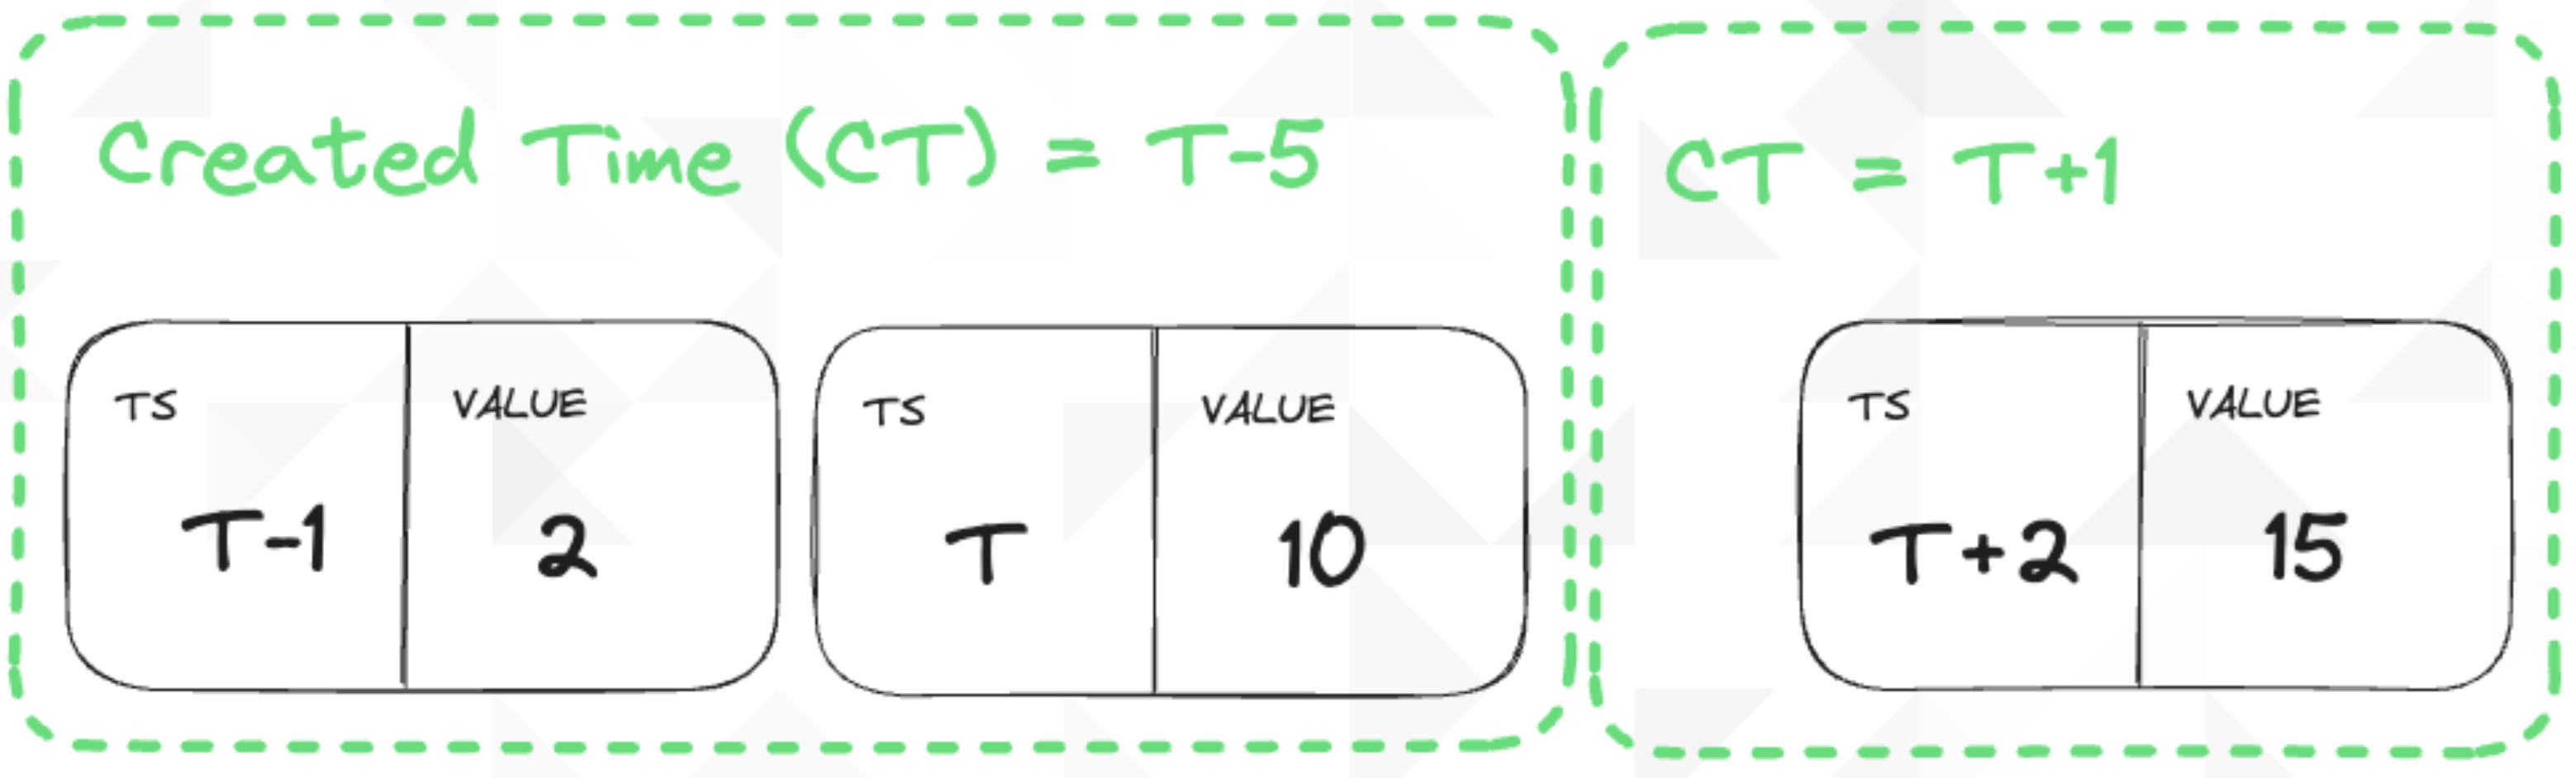 Created Time (CT) = T-5
TS VALUE
T-1 2
TS VALUE
T 10
CT = T+1
TS VALUE
T+2 15